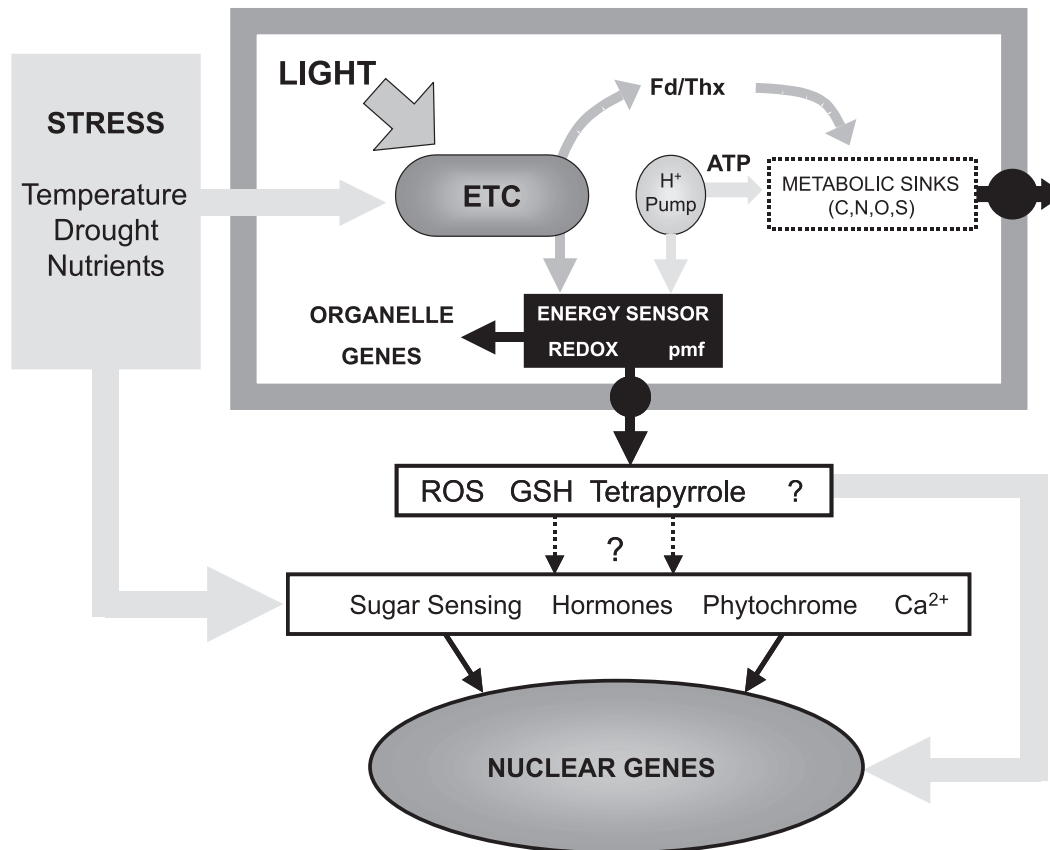 STRESS
Temperature
Drought
Nutrients
LIGHT
Fd/Thx
ETC
H⁺
Pump
ATP
METABOLIC SINKS
(C,N,O,S)
ORGANELLE
GENES
ENERGY SENSOR
REDOX pmf
ROS GSH Tetrapyrrole ?
?
Sugar Sensing Hormones Phytochrome Ca²⁺
NUCLEAR GENES